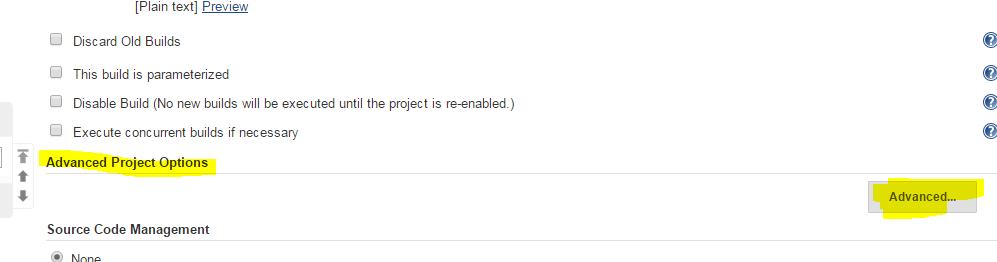 [Plain text] Preview
Discard Old Builds
This build is parameterized
Disable Build (No new builds will be executed until the project is re-enabled.)
Execute concurrent builds if necessary
Advanced Project Options
Advanced...
Source Code Management
None